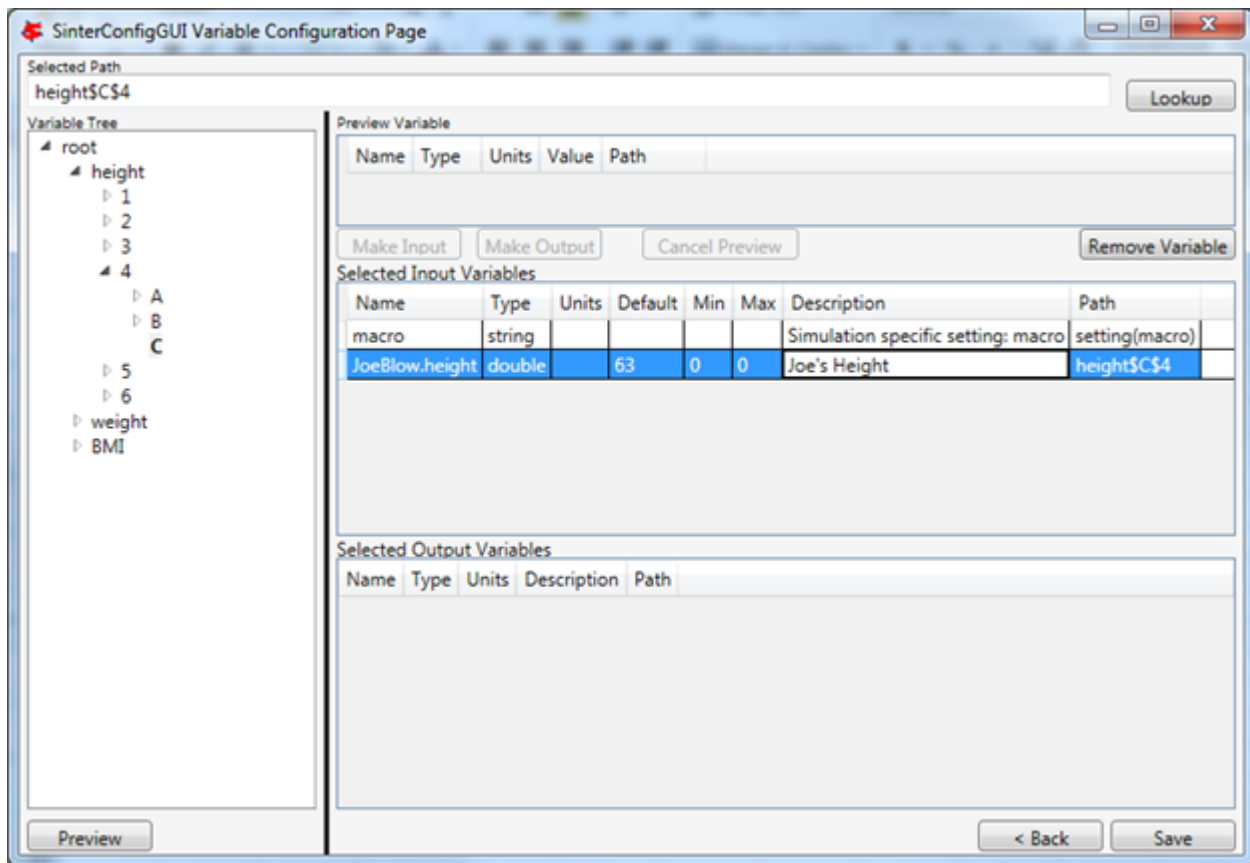 SinterConfigGUI Variable Configuration Page
Selected Path
height$C$4
Lookup
Variable Tree
root
height
1
2
3
4
A
B
C
5
6
weight
BMI
Preview
Preview Variable
Name Type Units Value Path
Make Input Make Output Cancel Preview Remove Variable
Selected Input Variables
Name Type Units Default Min Max Description Path
macro string Simulation specific setting: macro setting(macro)
JoeBlow.height double 63 0 0 Joe's Height height$C$4
Selected Output Variables
Name Type Units Description Path
< Back Save